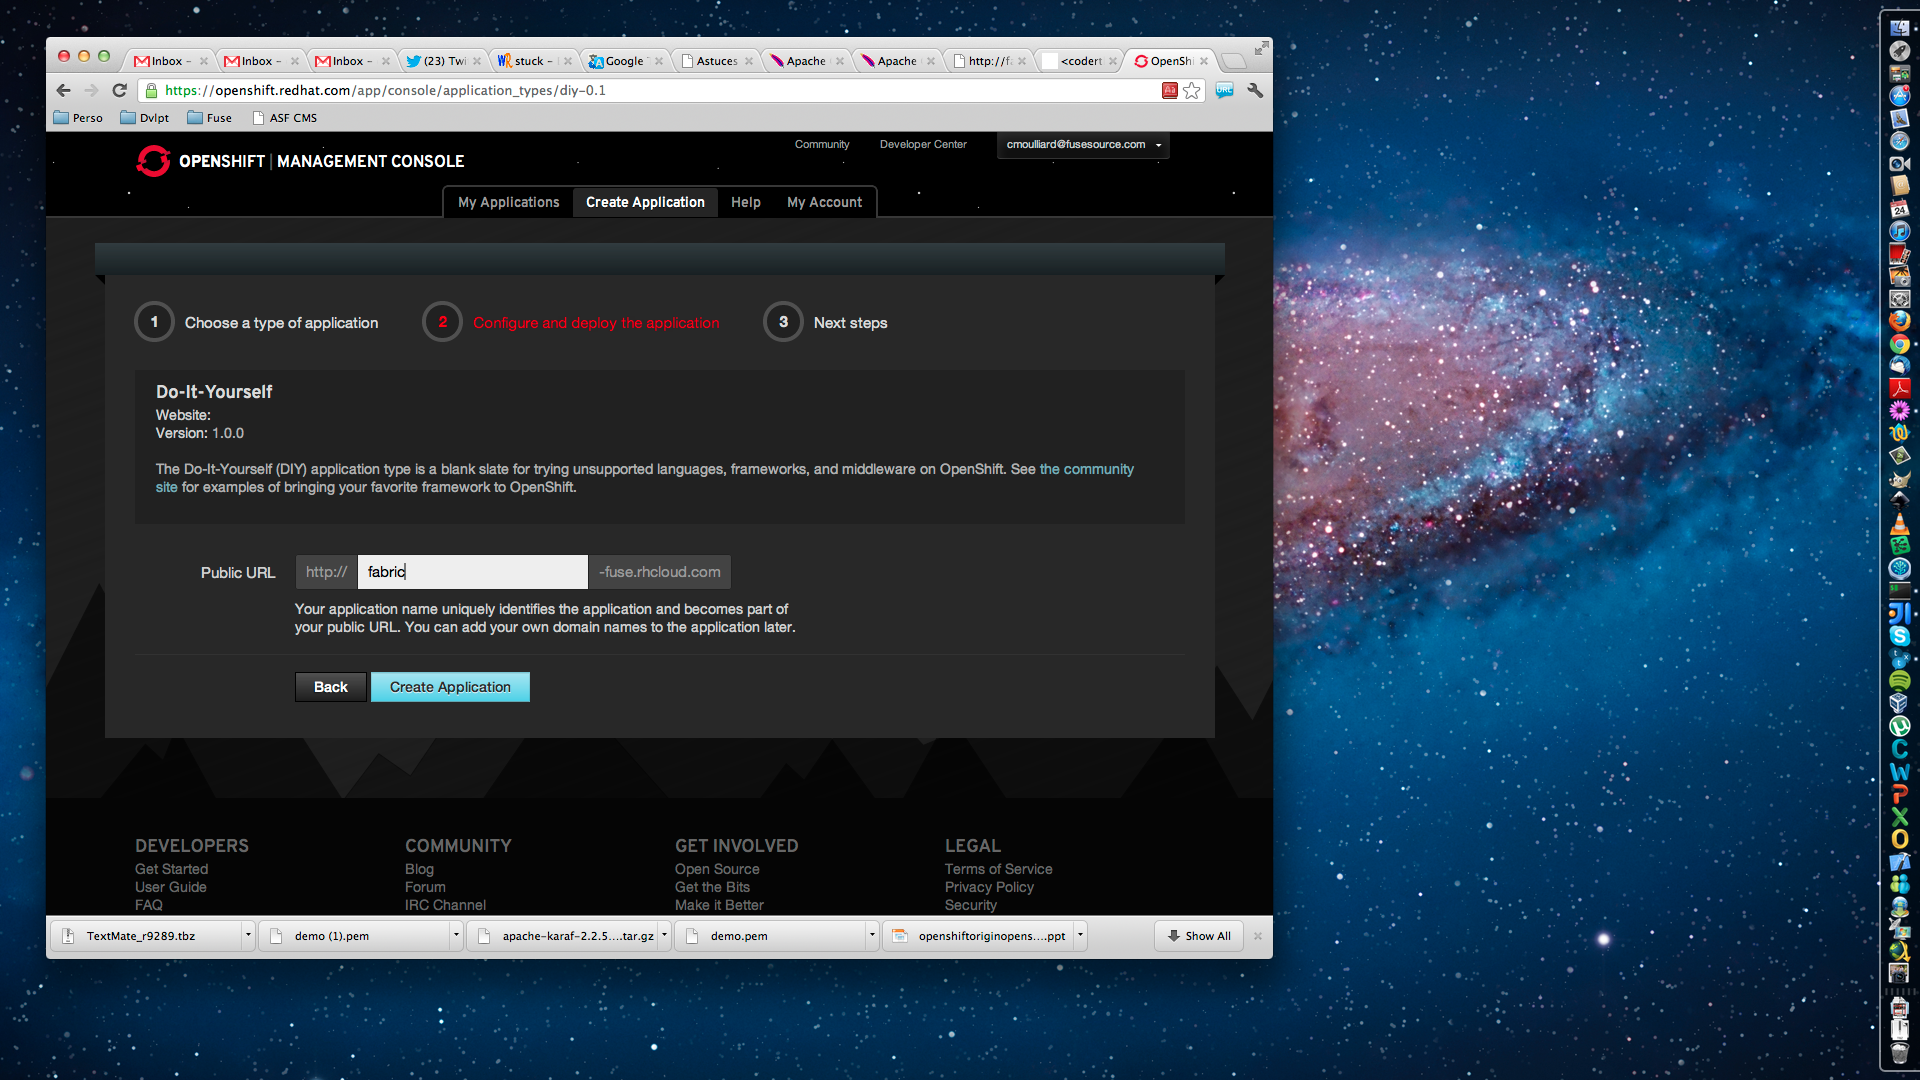 Inbox –
Inbox –
Inbox –
(23) Twi
stuck –
Google
Astuces
Apache
Apache
http://f
<codert
OpenShi
https://openshift.redhat.com/app/console/application_types/diy-0.1
Perso
Dvlpt
Fuse
ASF CMS
OPENSHIFT | MANAGEMENT CONSOLE
Community
Developer Center
cmoulliard@fusesource.com
My Applications
Create Application
Help
My Account
1 Choose a type of application
2 Configure and deploy the application
3 Next steps
Do-It-Yourself
Website:
Version: 1.0.0
The Do-It-Yourself (DIY) application type is a blank slate for trying unsupported languages, frameworks, and middleware on OpenShift. See the community
site for examples of bringing your favorite framework to OpenShift.
Public URL http:// fabric -fuse.rhcloud.com
Your application name uniquely identifies the application and becomes part of
your public URL. You can add your own domain names to the application later.
Back
Create Application
DEVELOPERS
Get Started
User Guide
FAQ
COMMUNITY
Blog
Forum
IRC Channel
GET INVOLVED
Open Source
Get the Bits
Make it Better
LEGAL
Terms of Service
Privacy Policy
Security
TextMate_r9289.tbz
demo (1).pem
apache-karaf-2.2.5....tar.gz
demo.pem
openshiftoriginopens....ppt
Show All
24